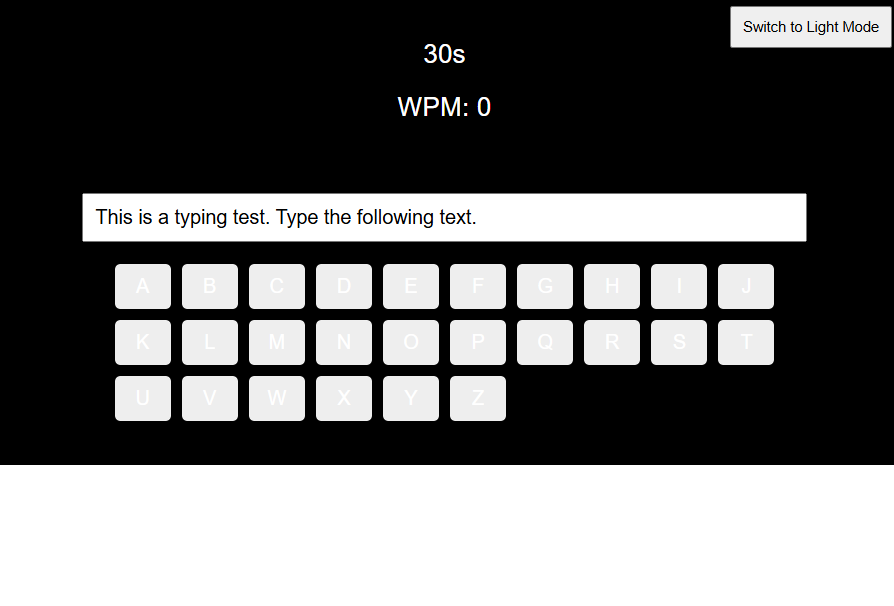 Switch to Light Mode
30s
WPM: 0
This is a typing test. Type the following text.
A B C D E F G H I J
K L M N O P Q R S T
U V W X Y Z